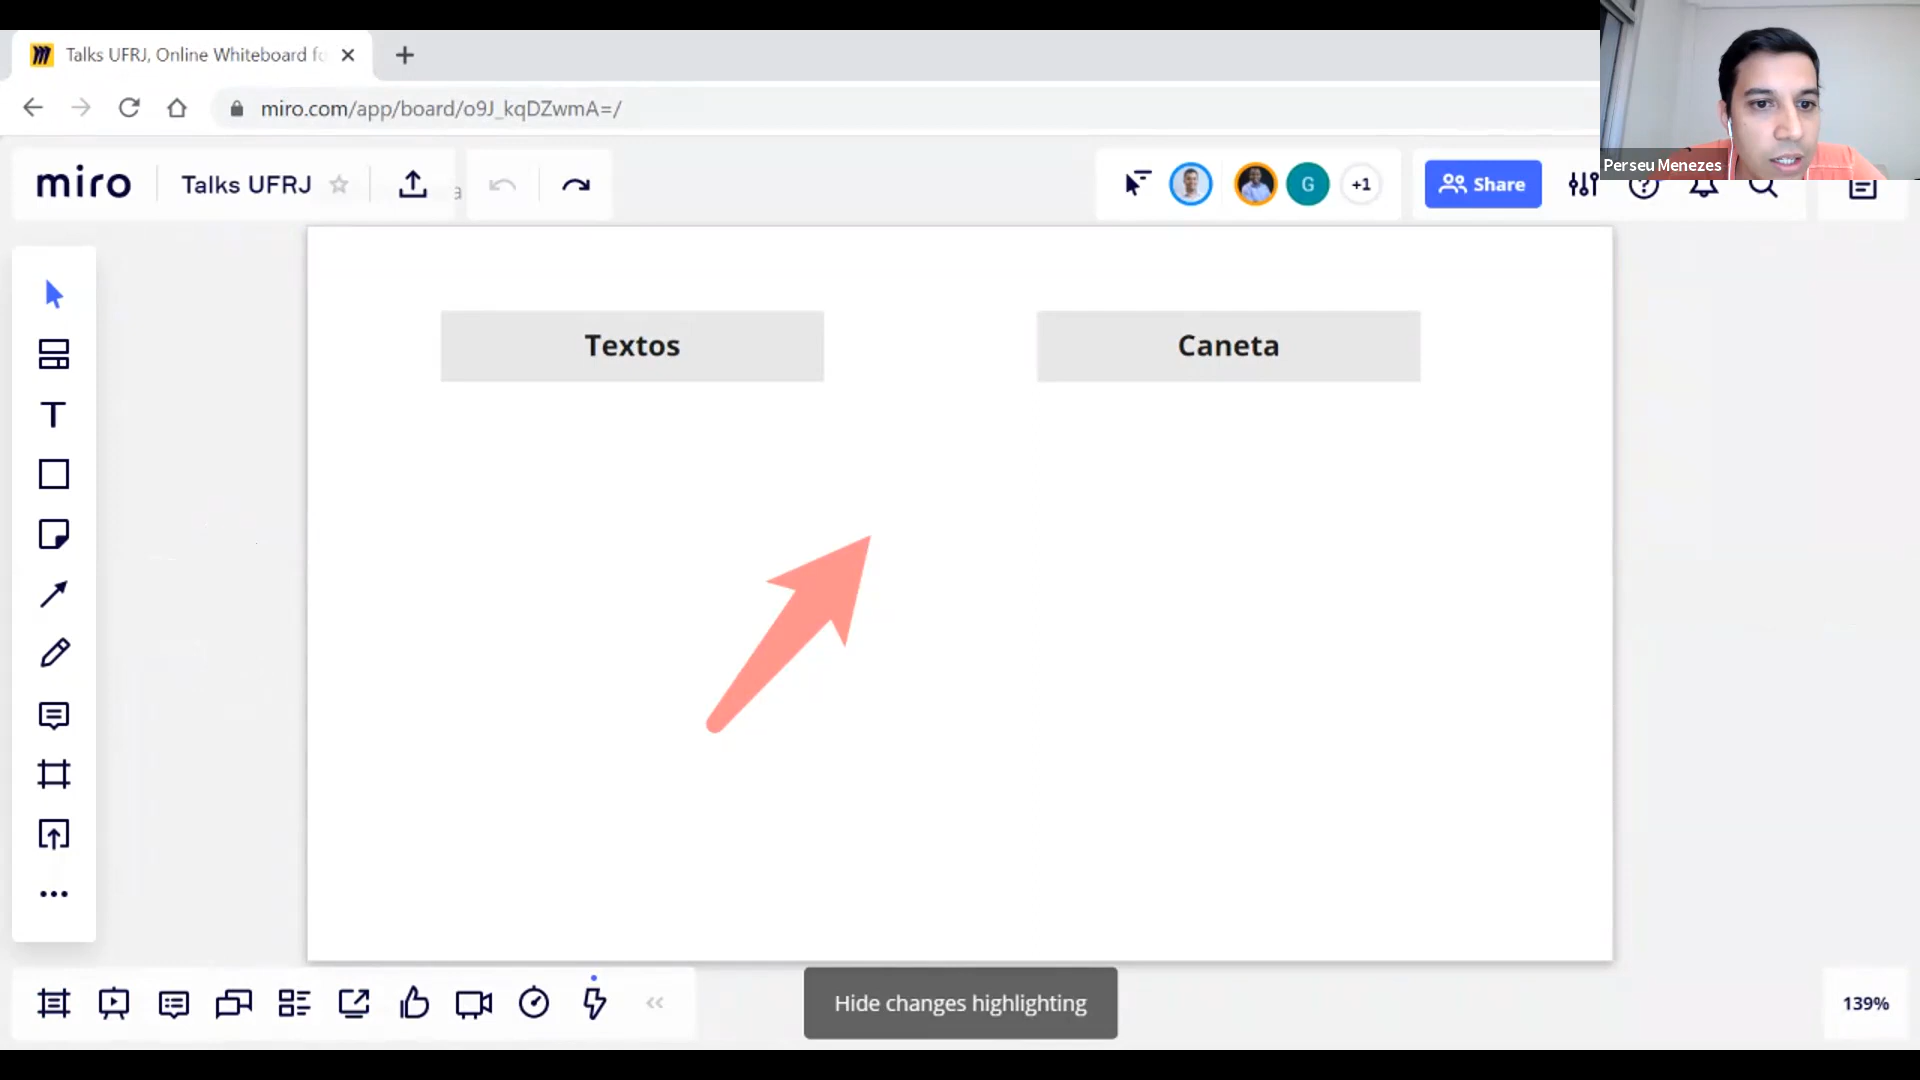 Talks UFRJ, Online Whiteboard fo
miro.com/app/board/o9J_kqDZwmA=/
Perseu Menezes
miro
Talks UFRJ
a
G
+1
Share
Textos
Caneta
Hide changes highlighting
139%